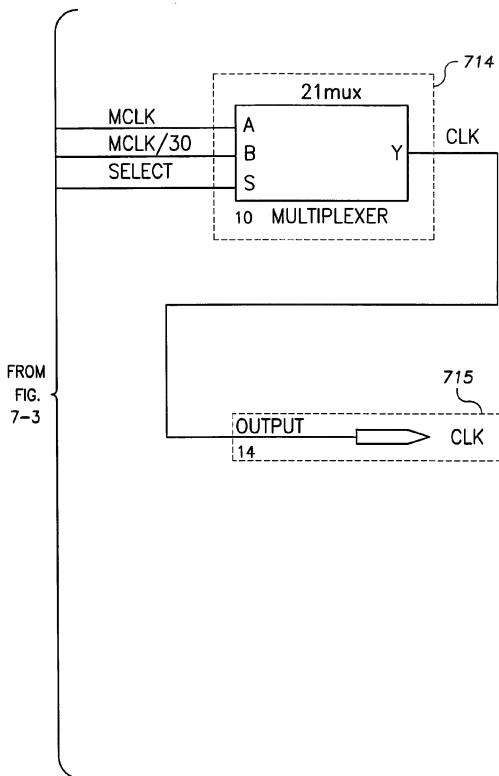 714
21mux
MCLK
A
MCLK/30
B
Y
CLK
SELECT
S
10 MULTIPLEXER
FROM
FIG.
7-3
715
OUTPUT
CLK
14